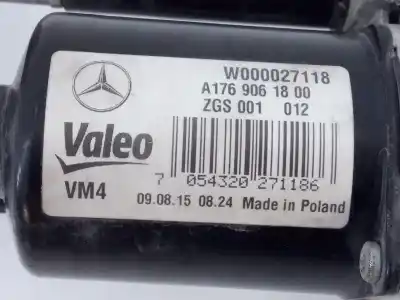 W000027118
A176 906 18 00
ZGS 001 012
Valeo
7 054320 271186
VM4
09.08.15 08.24 Made in Poland